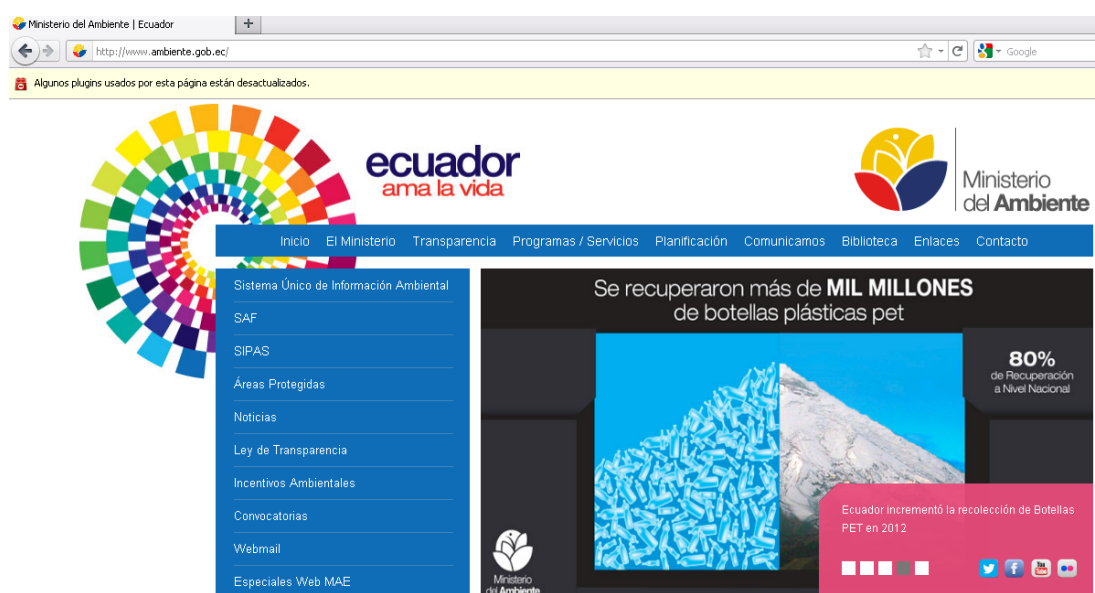 Ministerio del Ambiente | Ecuador
http://www.ambiente.gob.ec/
Google
Algunos plugins usados por esta página están desactualizados.
ecuador
ama la vida
Ministerio
del Ambiente
Inicio El Ministerio Transparencia Programas / Servicios Planificación Comunicamos Biblioteca Enlaces Contacto
Sistema Único de Información Ambiental
SAF
SIPAS
Áreas Protegidas
Noticias
Ley de Transparencia
Incentivos Ambientales
Convocatorias
Webmail
Especiales Web MAE
Se recuperaron más de MIL MILLONES
de botellas plásticas pet
80%
de Recuperación
a Nivel Nacional
Ministerio
del Ambiente
Ecuador incrementó la recolección de Botellas
PET en 2012
You
Tube